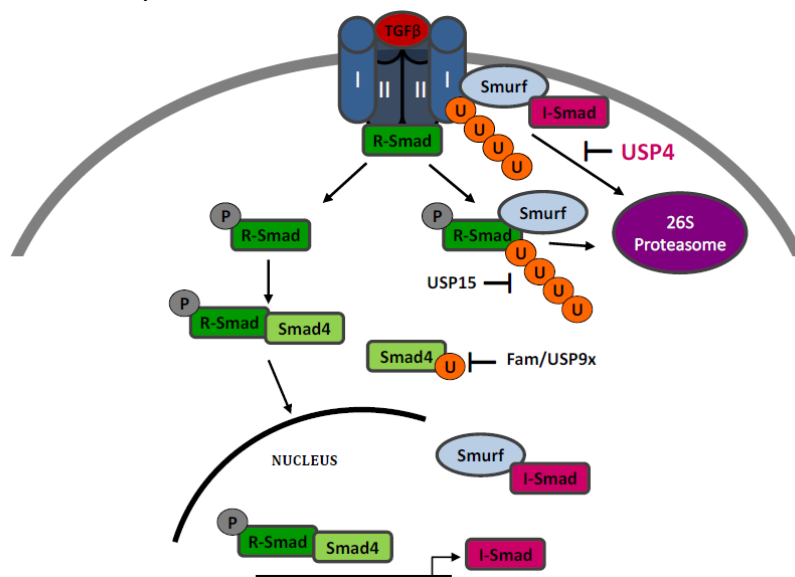 TGFβ
I
II
II
I
Smurf
I-Smad
U
U
U
U
R-Smad
USP4
P
R-Smad
P
R-Smad
Smurf
26S
Proteasome
U
U
U
U
USP15
P
R-Smad
Smad4
Smad4
U
Fam/USP9x
NUCLEUS
Smurf
I-Smad
P
R-Smad
Smad4
I-Smad